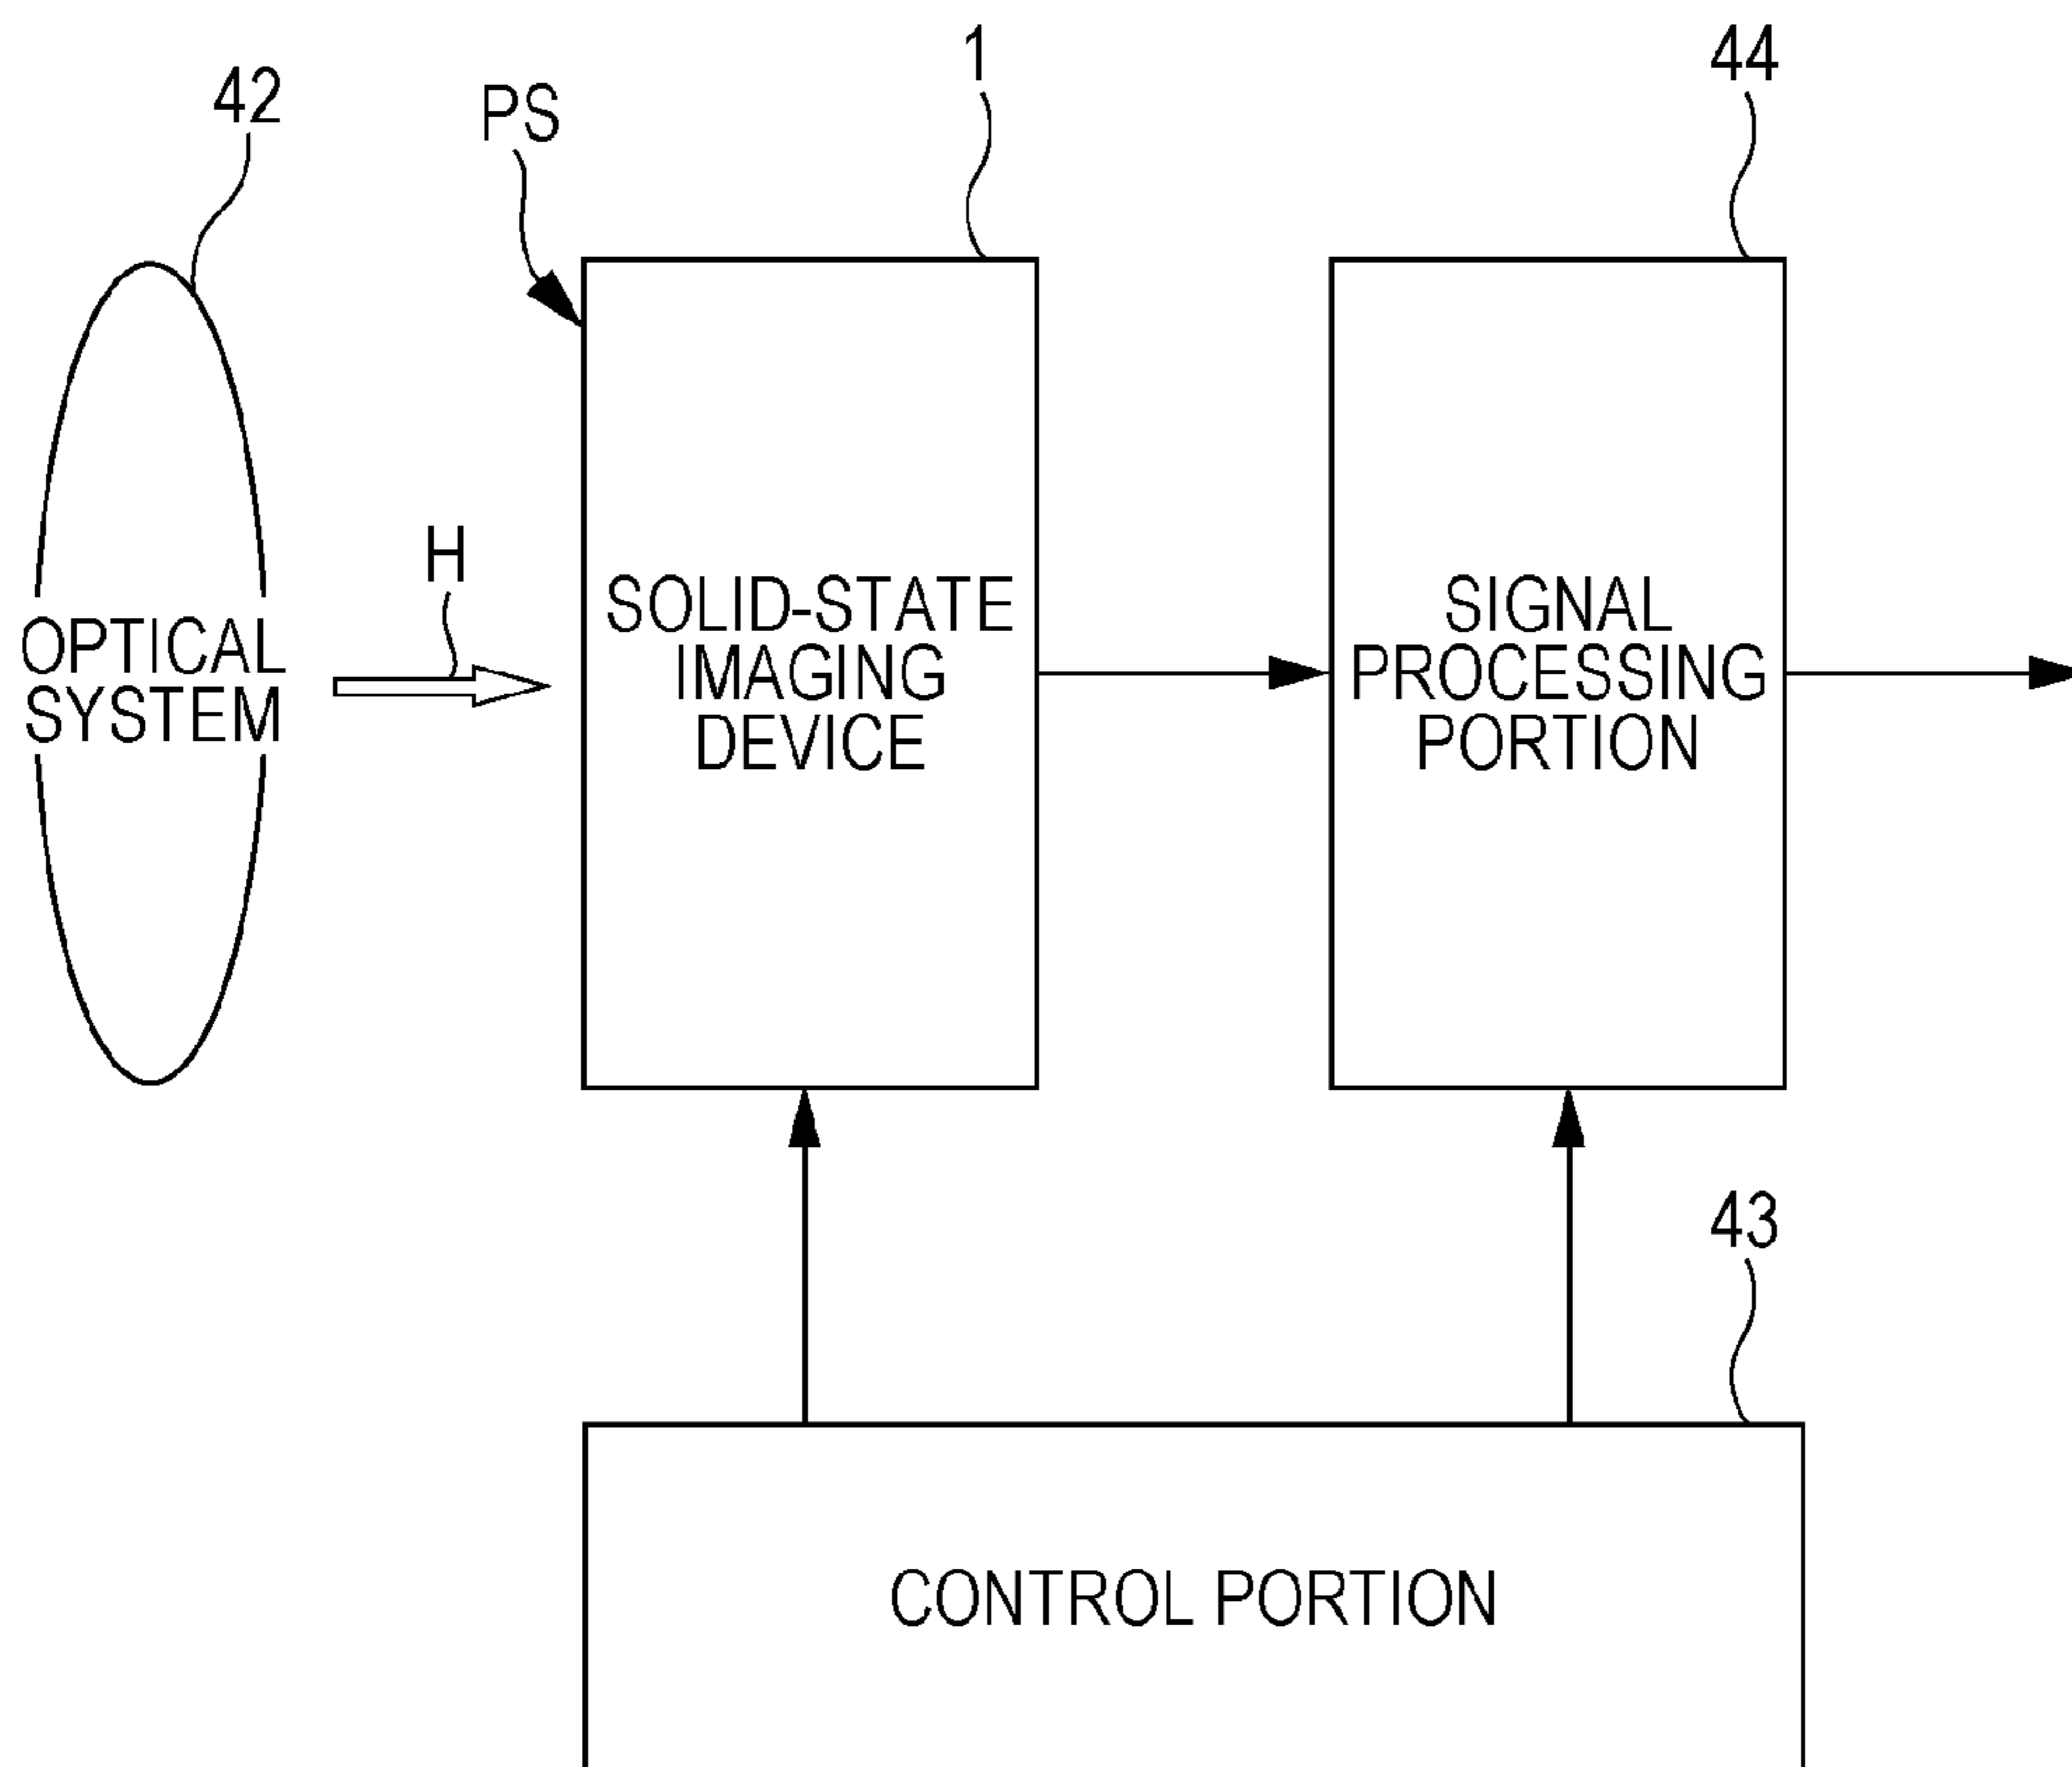 1
44
42
PS
H
OPTICAL
SYSTEM
SOLID-STATE
IMAGING
DEVICE
SIGNAL
PROCESSING
PORTION
43
CONTROL PORTION